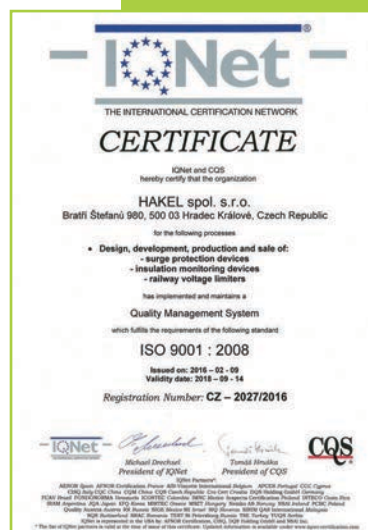 IQNet®
THE INTERNATIONAL CERTIFICATION NETWORK
CERTIFICATE
IQNet and CQS
hereby certify that the organization
HAKEL spol. s.r.o.
Bratří Štefanů 980, 500 03 Hradec Králové, Czech Republic
for the following processes
• Design, development, production and sale of:
- surge protection devices
- insulation monitoring devices
- railway voltage limiters
has implemented and maintains a
Quality Management System
which fulfills the requirements of the following standard
ISO 9001 : 2008
Issued on: 2016 – 02 - 09
Validity date: 2018 – 09 - 14
Registration Number: CZ – 2027/2016
IQNet
CQS
Michael Drechsel
President of IQNet
Tomáš Hruška
President of CQS
IQNet Partners*: